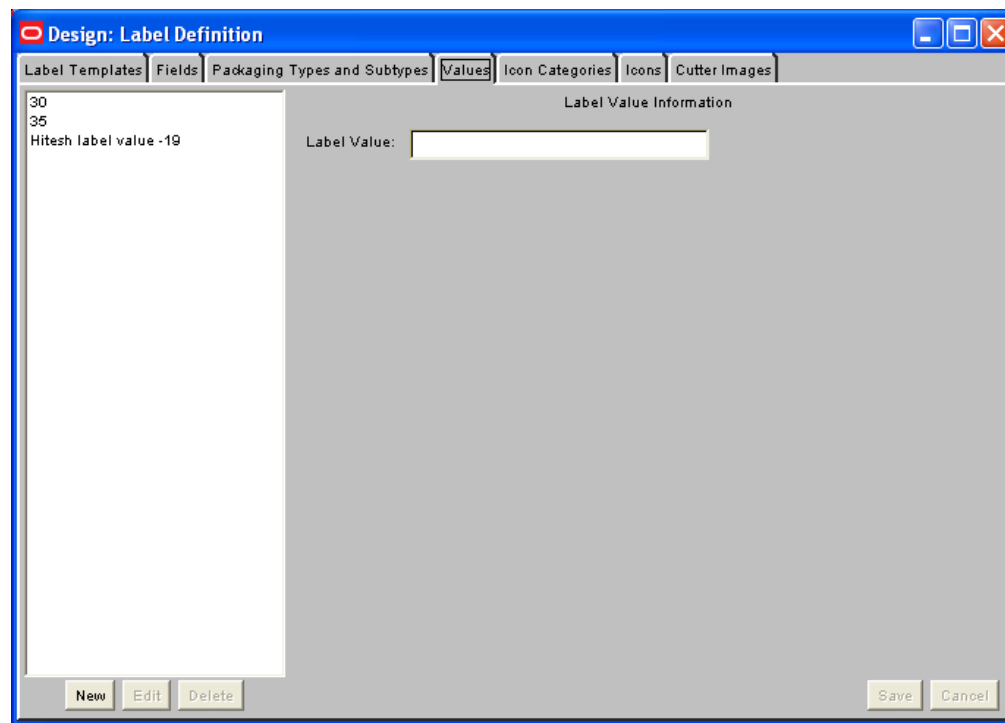 Design: Label Definition
Label Templates Fields Packaging Types and Subtypes Values Icon Categories Icons Cutter Images
30
35
Hitesh label value -19
Label Value Information
Label Value:
New Edit Delete
Save Cancel